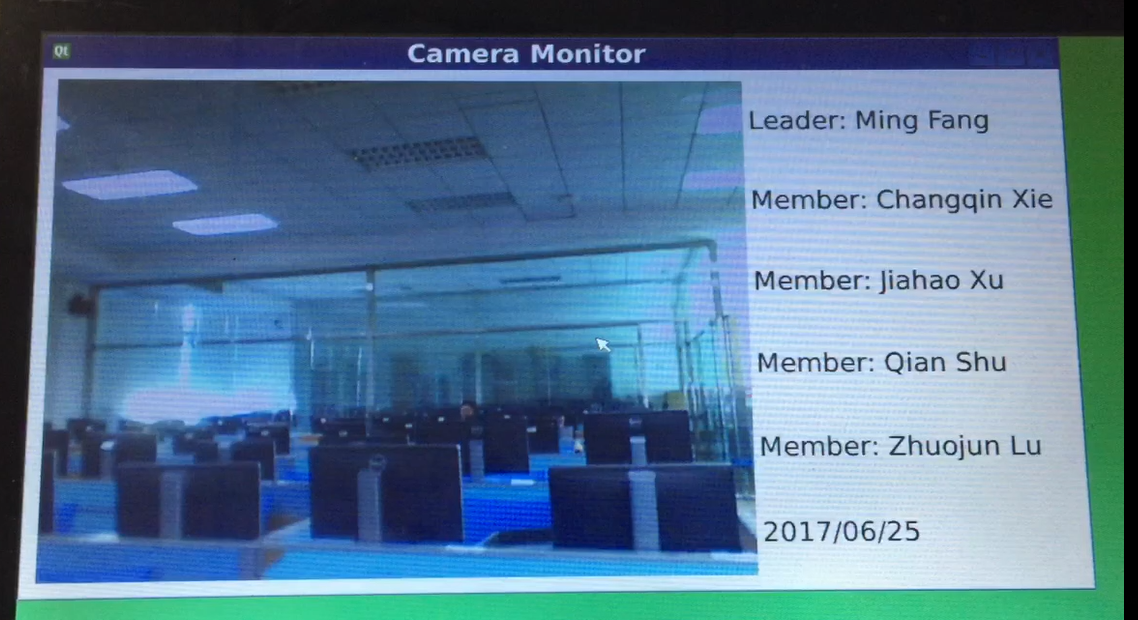 Qt
Camera Monitor
Leader: Ming Fang
Member: Changqin Xie
Member: Jiahao Xu
Member: Qian Shu
Member: Zhuojun Lu
2017/06/25